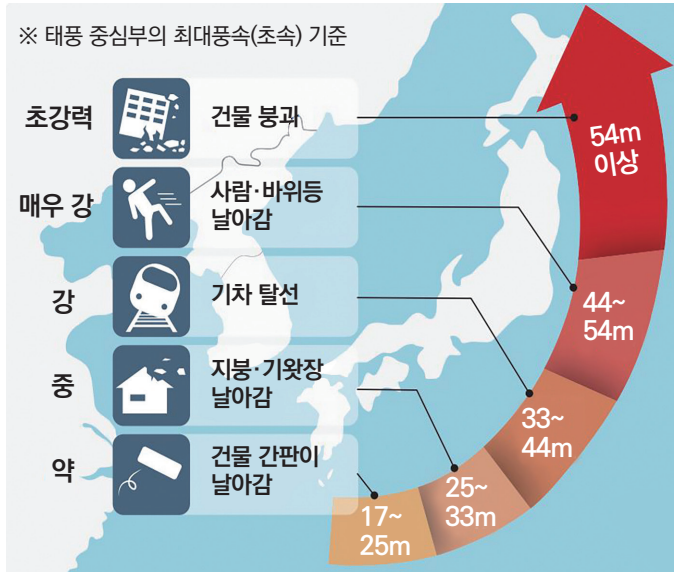 ※ 태풍 중심부의 최대풍속(초속) 기준
초강력
건물 붕과
54m
이상
매우 강
사람·바위등
날아감
44~
54m
강
기차 탈선
33~
44m
중
지붕·기왓장
날아감
25~
33m
약
건물 간판이
날아감
17~
25m